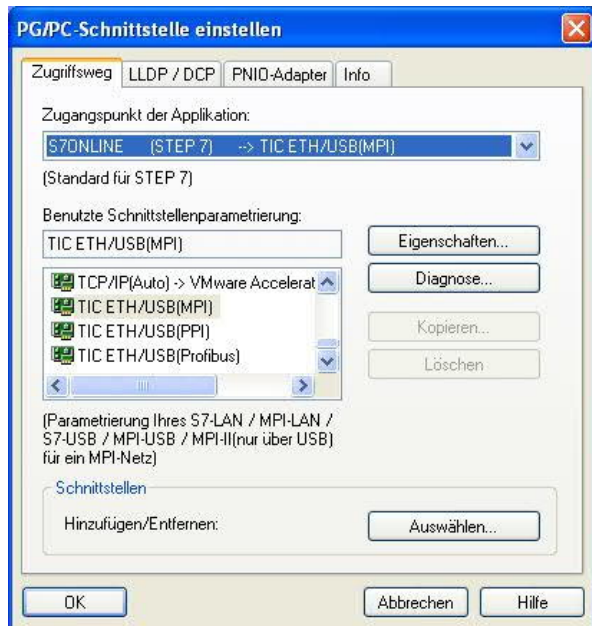 PG/PC-Schnittstelle einstellen
Zugriffsweg LLDP / DCP PNIO-Adapter Info
Zugangspunkt der Applikation:
S7ONLINE (STEP 7) --> TIC ETH/USB(MPI)
(Standard für STEP 7)
Benutzte Schnittstellenparametrierung:
TIC ETH/USB(MPI)
Eigenschaften...
TCP/IP(Auto) -> VMware Accelerat
Diagnose...
TIC ETH/USB(MPI)
TIC ETH/USB(PPI)
Kopieren...
TIC ETH/USB(Profibus)
Löschen
(Parametrierung Ihres S7-LAN / MPI-LAN /
S7-USB / MPI-USB / MPI-II(nur über USB)
für ein MPI-Netz)
Schnittstellen
Hinzufügen/Entfernen:
Auswählen...
OK Abbrechen Hilfe